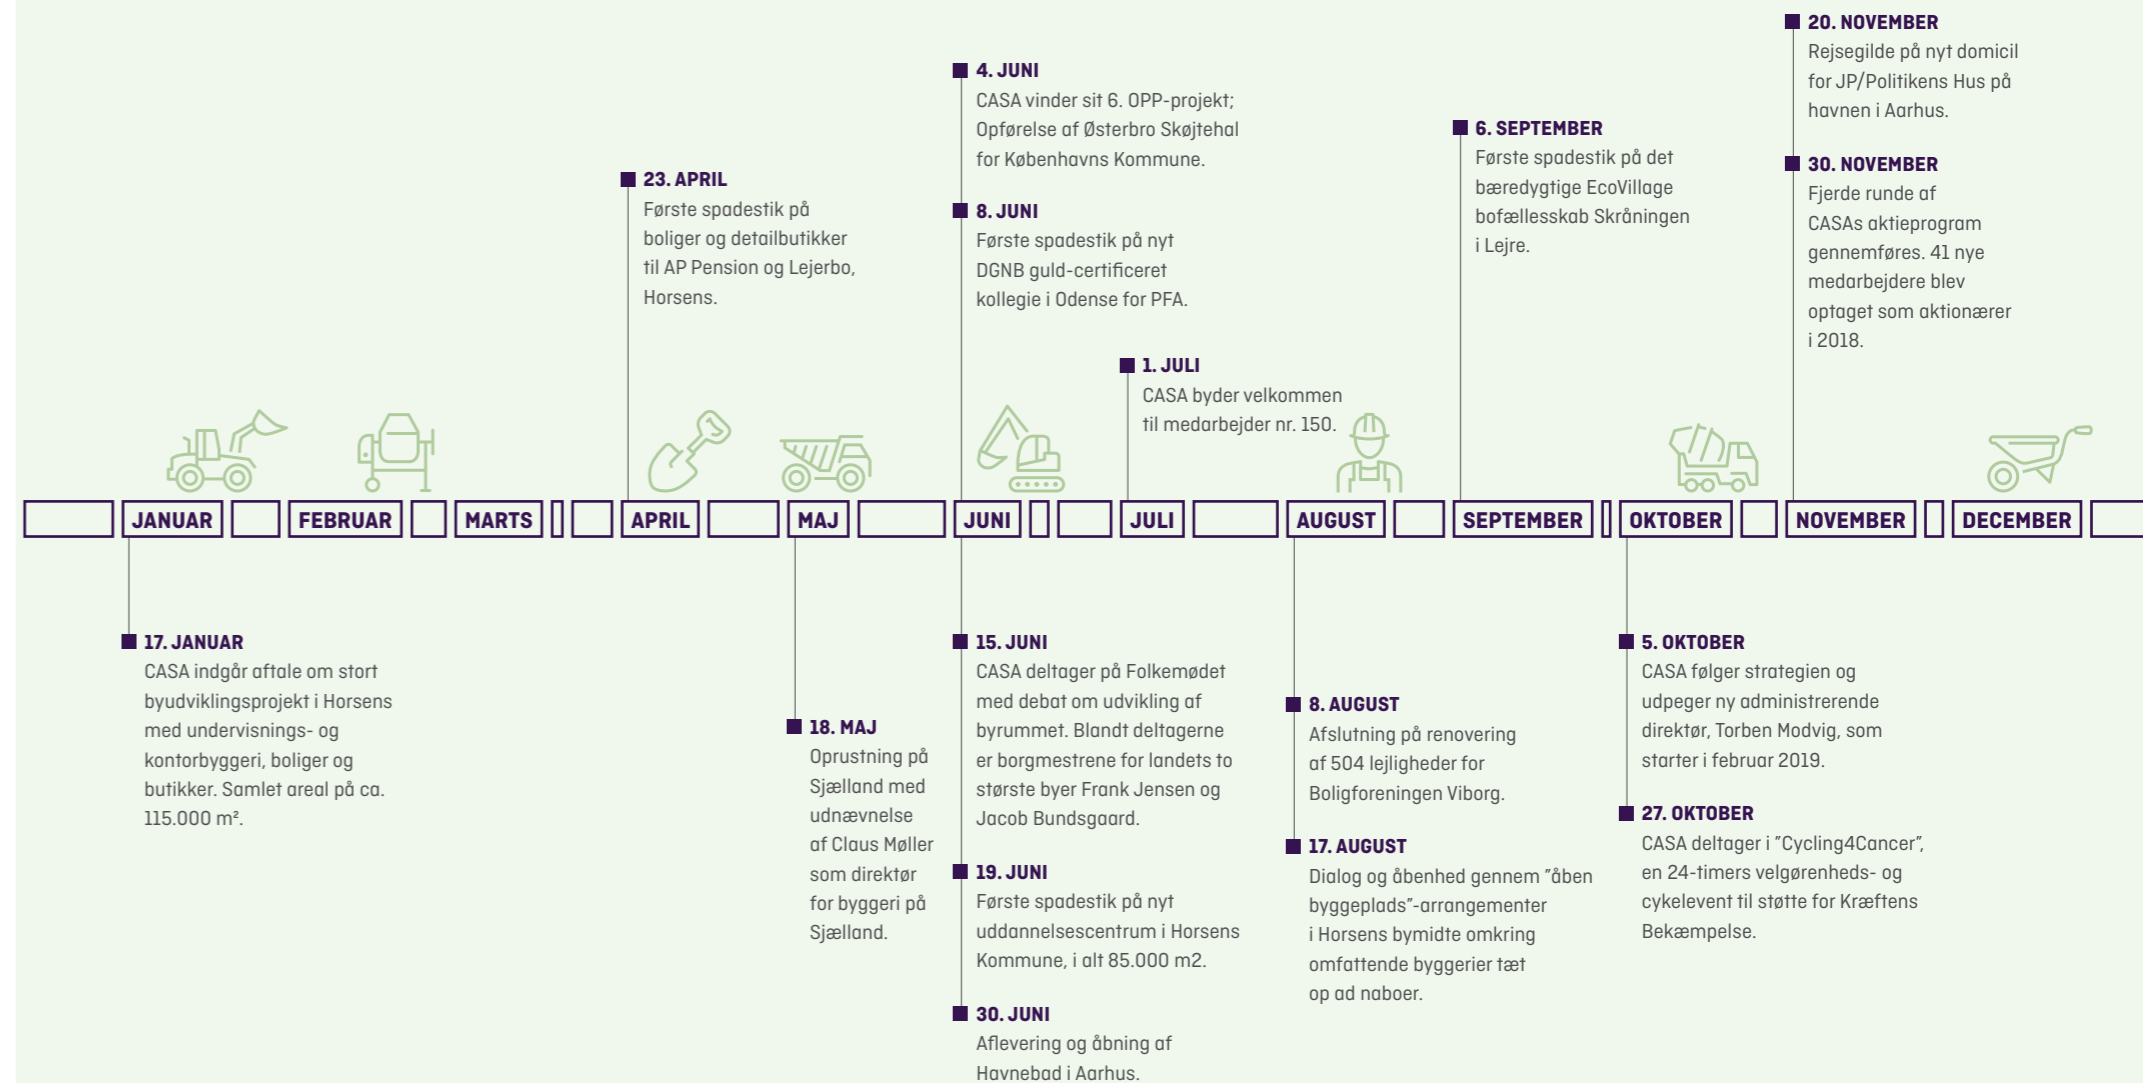 20. NOVEMBER
Rejsegilde på nyt domicil
for JP/Politikens Hus på
havnen i Aarhus.
30. NOVEMBER
Fjerde runde af
CASAs aktieprogram
gennemføres. 41 nye
medarbejdere blev
optaget som aktionærer
i 2018.
4. JUNI
CASA vinder sit 6. OPP-projekt;
Opførelse af Østerbro Skøjtehal
for Københavns Kommune.
8. JUNI
Første spadestik på nyt
DGNB guld-certificeret
kollegie i Odense for PFA.
6. SEPTEMBER
Første spadestik på det
bæredygtige EcoVillage
bofællesskab Skråningen
i Lejre.
23. APRIL
Første spadestik på
boliger og detailbutikker
til AP Pension og Lejerbo,
Horsens.
1. JULI
CASA byder velkommen
til medarbejder nr. 150.
JANUAR FEBRUAR MARTS APRIL MAJ JUNI JULI AUGUST SEPTEMBER OKTOBER NOVEMBER DECEMBER
17. JANUAR
CASA indgår aftale om stort
byudviklingsprojekt i Horsens
med undervisnings- og
kontorbyggeri, boliger og
butikker. Samlet areal på ca.
115.000 m².
18. MAJ
Oprustning på
Sjælland med
udnævnelse
af Claus Møller
som direktør
for byggeri på
Sjælland.
15. JUNI
CASA deltager på Folkemødet
med debat om udvikling af
byrummet. Blandt deltagerne
er borgmestrene for landets to
største byer Frank Jensen og
Jacob Bundsgaard.
19. JUNI
Første spadestik på nyt
uddannelsescentrum i Horsens
Kommune, i alt 85.000 m2.
30. JUNI
Aflevering og åbning af
Havnebad i Aarhus.
8. AUGUST
Afslutning på renovering
af 504 lejligheder for
Boligforeningen Viborg.
17. AUGUST
Dialog og åbenhed gennem ”åben
byggeplads”-arrangementer
i Horsens bymidte omkring
omfattende byggerier tæt
op ad naboer.
5. OKTOBER
CASA følger strategien og
udpeger ny administrerende
direktør, Torben Modvig, som
starter i februar 2019.
27. OKTOBER
CASA deltager i ”Cycling4Cancer”,
en 24-timers velgørenheds- og
cykelevent til støtte for Kræftens
Bekæmpelse.